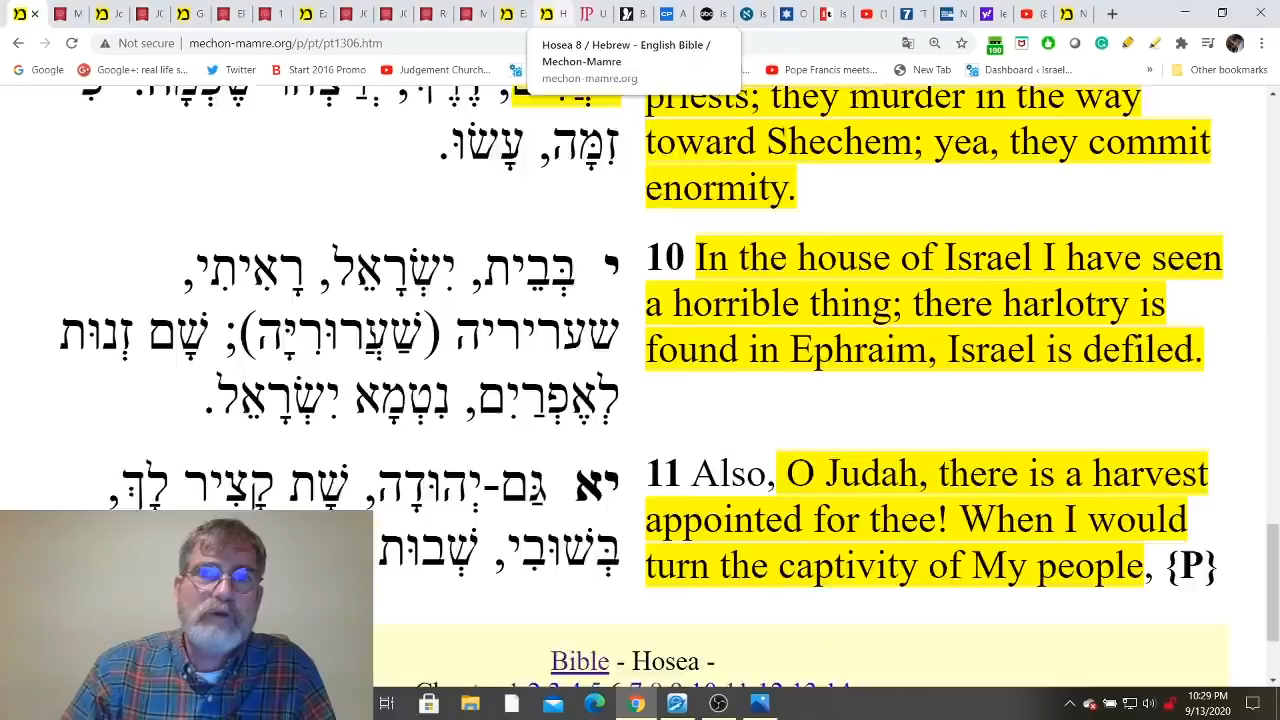 Not secure | mechon-mamre.org/p/pt/pt1306.htm
Google
Google+: real life s...
Twitter
Start 2016 Promo
Judgement Church...
Pope Francis meets...
New Tab
Dashboard ‹ Israel...
»
Other bookmarks
Hosea 8 / Hebrew - English Bible /
Mechon-Mamre
mechon-mamre.org
priests; they murder in the way
toward Shechem; yea, they commit
enormity.
זִמָּה, עָשׂוּ.
10 In the house of Israel I have seen
a horrible thing; there harlotry is
found in Ephraim, Israel is defiled.
י בְּבֵית, יִשְׂרָאֵל, רָאִיתִי,
שעריריה (שַׁעֲרוּרִיָּה); שָׁם זְנוּת
לְאֶפְרַיִם, נִטְמָא יִשְׂרָאֵל.
11 Also, O Judah, there is a harvest
appointed for thee! When I would
turn the captivity of My people, {P}
יא גַּם-יְהוּדָה, שָׁת קָצִיר לָךְ,
בְּשׁוּבִי, שְׁבוּת
Bible - Hosea -
10:29 PM
9/13/2020